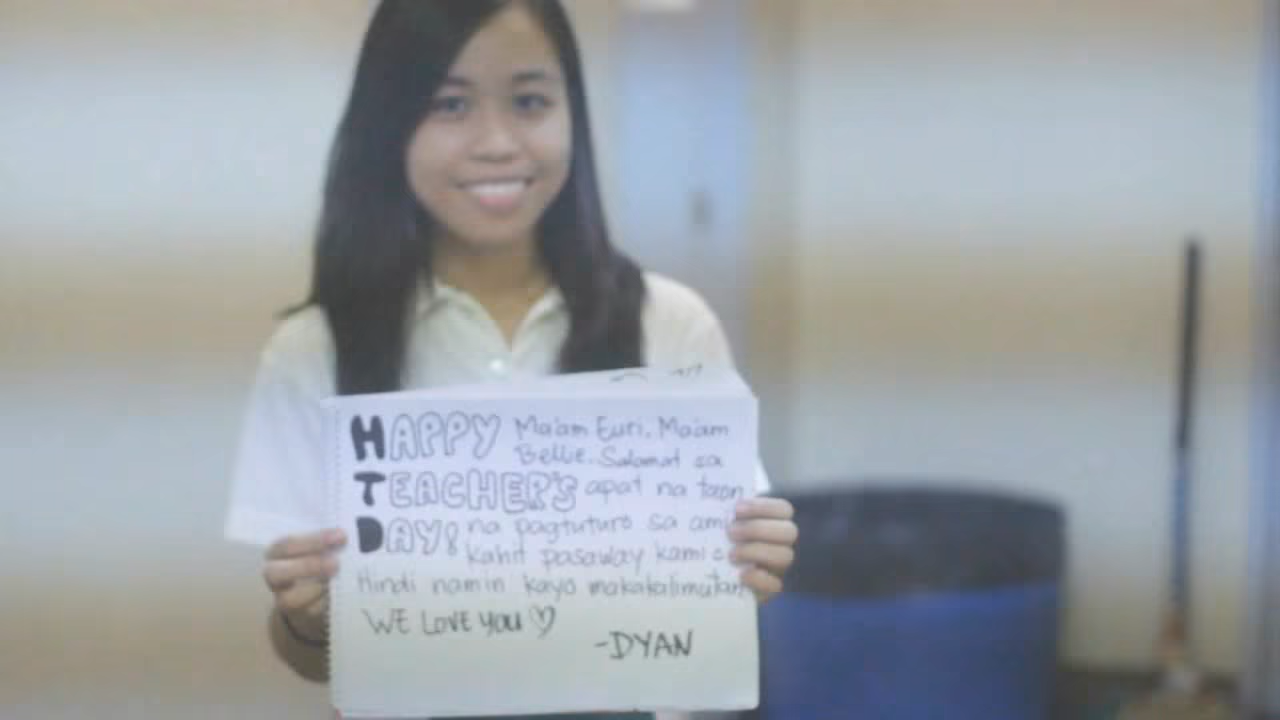 HAPPY Ma'am Euri, Ma'am
Bellie. Salamat sa
TEACHER'S apat na taon
na pagtuturo sa ami
DAY! kahit pasaway kami
Hindi namin kayo makakalimutan
WE LOVE YOU ♡
-DYAN